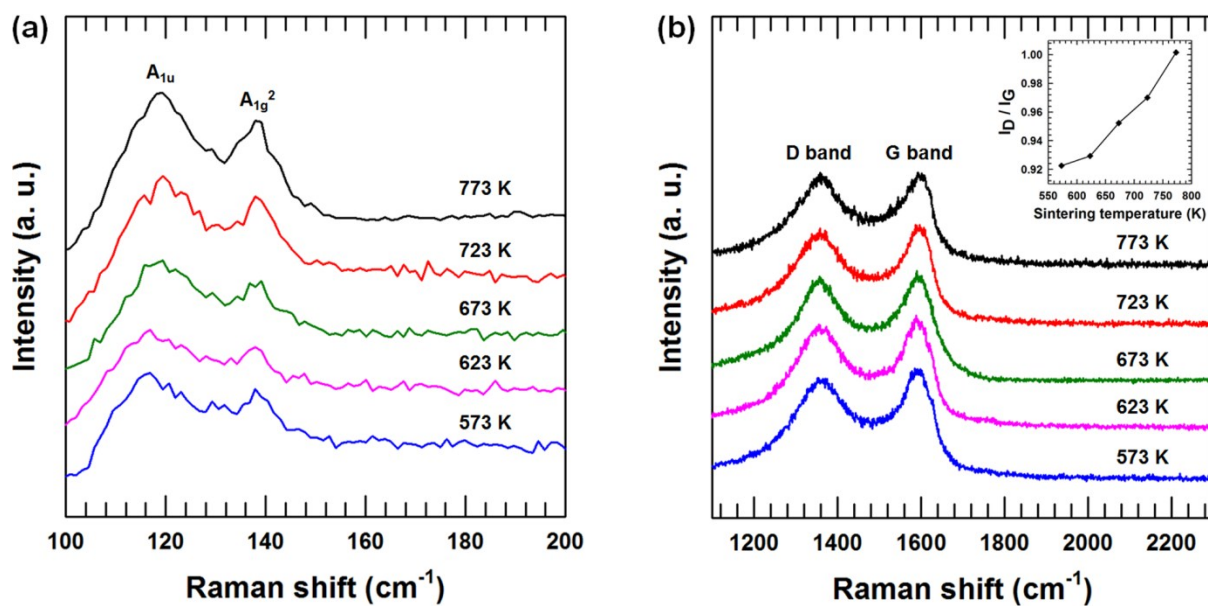 (a)
A1u
A1g2
773 K
723 K
673 K
623 K
573 K
Intensity (a. u.)
100 120 140 160 180 200
Raman shift (cm-1)
(b)
D band G band
773 K
723 K
673 K
623 K
573 K
Intensity (a. u.)
1200 1400 1600 1800 2000 2200
Raman shift (cm-1)
1.00
0.98
0.96
0.94
0.92
ID / IG
550 600 650 700 750 800
Sintering temperature (K)